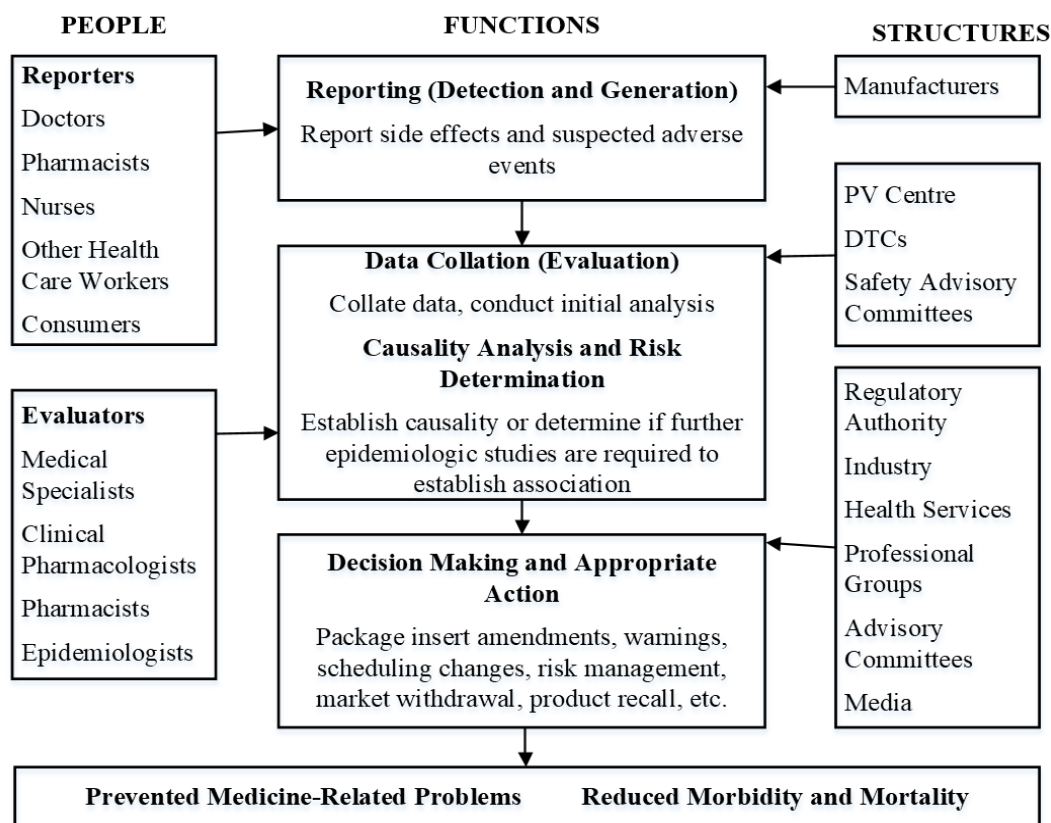 PEOPLE
FUNCTIONS
STRUCTURES
Reporters
Doctors
Pharmacists
Nurses
Other Health
Care Workers
Consumers
Evaluators
Medical
Specialists
Clinical
Pharmacologists
Pharmacists
Epidemiologists
Reporting (Detection and Generation)
Report side effects and suspected adverse
events
Data Collation (Evaluation)
Collate data, conduct initial analysis
Causality Analysis and Risk
Determination
Establish causality or determine if further
epidemiologic studies are required to
establish association
Decision Making and Appropriate
Action
Package insert amendments, warnings,
scheduling changes, risk management,
market withdrawal, product recall, etc.
Manufacturers
PV Centre
DTCs
Safety Advisory
Committees
Regulatory
Authority
Industry
Health Services
Professional
Groups
Advisory
Committees
Media
Prevented Medicine-Related Problems Reduced Morbidity and Mortality